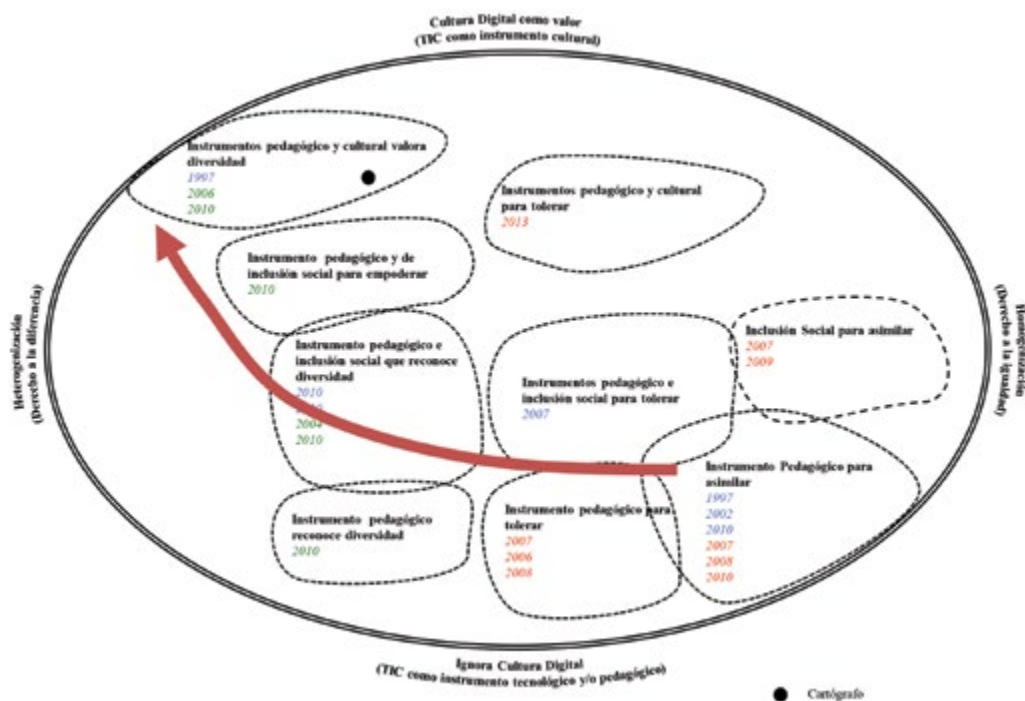 Cultura Digital como valor
(TIC como instrumento cultural)
Instrumentos pedagógico y cultural valora
diversidad
1997
2006
2010
Instrumentos pedagógico y cultural
para tolerar
2013
Instrumento pedagógico y de
inclusión social para empoderar
2010
Heterogenización
(Derecho a la diferencia)
Homogenización
(Derecho a la igualdad)
Instrumento pedagógico e
inclusión social que reconoce
diversidad
2010
2004
2010
Instrumentos pedagógico e
inclusión social para tolerar
2007
Inclusión Social para asimilar
2007
2009
Instrumento Pedagógico para
asimilar
1997
2002
2010
2007
2008
2010
Instrumento pedagógico
reconoce diversidad
2010
Instrumento pedagógico para
tolerar
2007
2006
2008
Ignora Cultura Digital
(TIC como instrumento tecnológico y/o pedagógico)
Cartógrafo